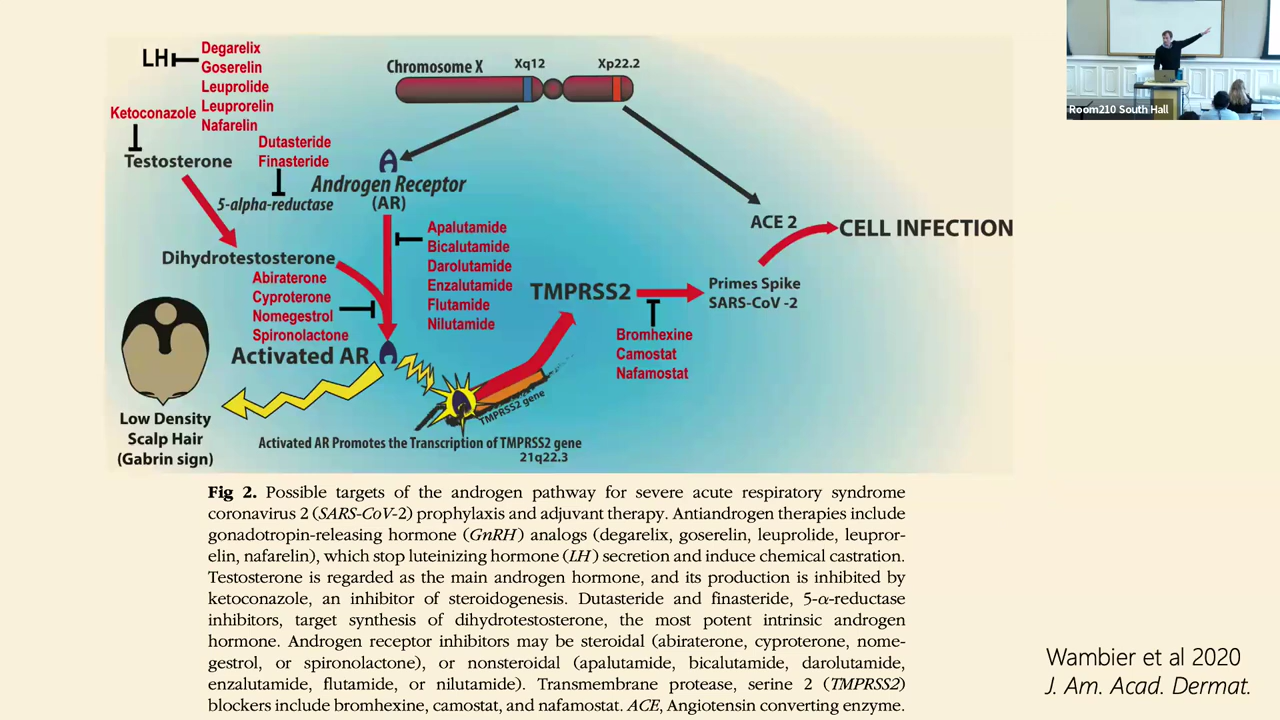 LH
Degarelix
Goserelin
Leuprolide
Leuprorelin
Nafarelin
Ketoconazole
Testosterone
Dutasteride
Finasteride
5-alpha-reductase
Dihydrotestosterone
Chromosome X
Xq12
Xp22.2
Androgen Receptor
(AR)
Apalutamide
Bicalutamide
Darolutamide
Enzalutamide
Flutamide
Nilutamide
Abiraterone
Cyproterone
Nomegestrol
Spironolactone
Activated AR
ACE 2
CELL INFECTION
TMPRSS2
Primes Spike
SARS-CoV -2
Bromhexine
Camostat
Nafamostat
TMPRSS2 gene
Low Density
Scalp Hair
(Gabrin sign)
Activated AR Promotes the Transcription of TMPRSS2 gene
21q22.3
Room210 South Hall
Fig 2. Possible targets of the androgen pathway for severe acute respiratory syndrome
coronavirus 2 (SARS-CoV-2) prophylaxis and adjuvant therapy. Antiandrogen therapies include
gonadotropin-releasing hormone (GnRH) analogs (degarelix, goserelin, leuprolide, leupror-
elin, nafarelin), which stop luteinizing hormone (LH) secretion and induce chemical castration.
Testosterone is regarded as the main androgen hormone, and its production is inhibited by
ketoconazole, an inhibitor of steroidogenesis. Dutasteride and finasteride, 5-α-reductase
inhibitors, target synthesis of dihydrotestosterone, the most potent intrinsic androgen
hormone. Androgen receptor inhibitors may be steroidal (abiraterone, cyproterone, nome-
gestrol, or spironolactone), or nonsteroidal (apalutamide, bicalutamide, darolutamide,
enzalutamide, flutamide, or nilutamide). Transmembrane protease, serine 2 (TMPRSS2)
blockers include bromhexine, camostat, and nafamostat. ACE, Angiotensin converting enzyme.
Wambier et al 2020
J. Am. Acad. Dermat.